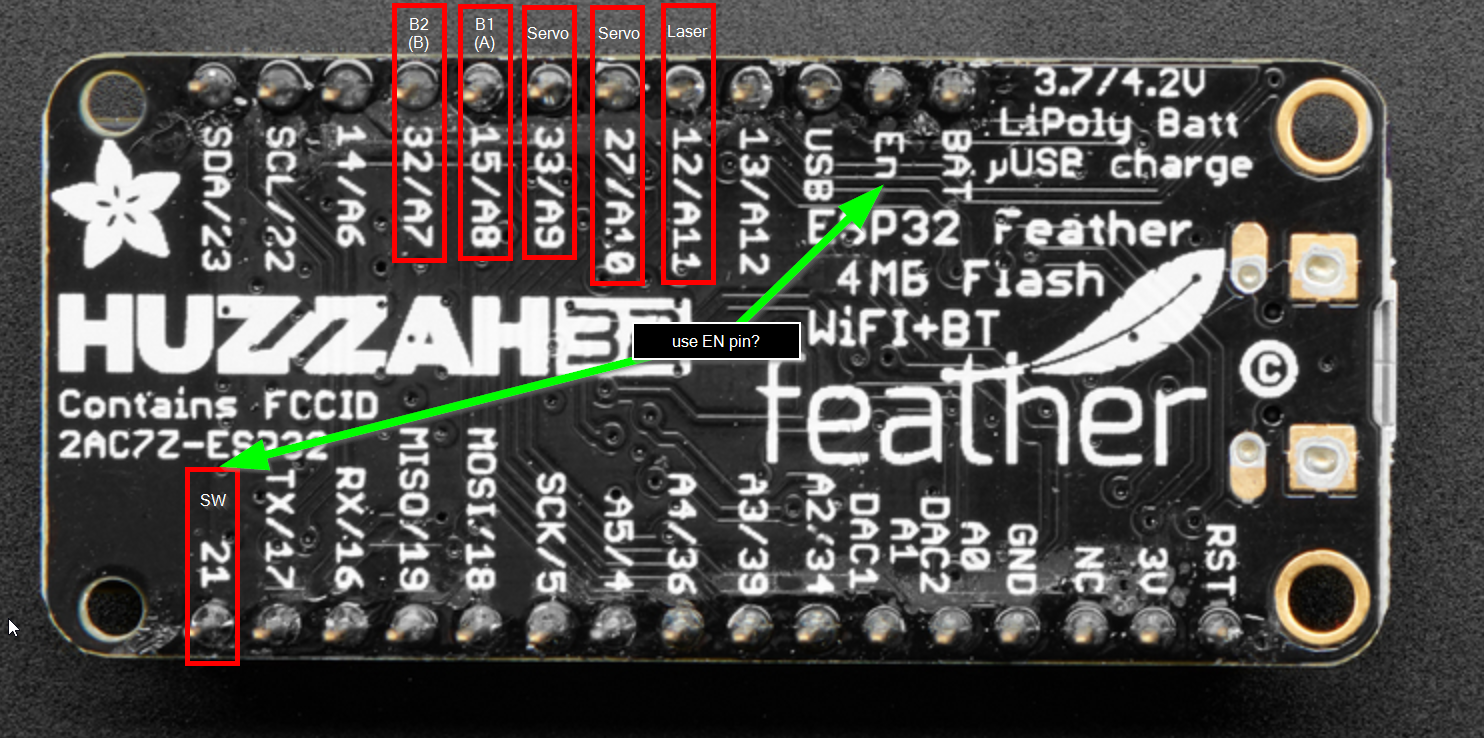 B2
(B)
B1
(A)
Servo
Servo
Laser
SDA/23
SCL/22
14/A6
32/A7
15/A8
33/A9
27/A10
12/A11
13/A12
USB
En
BAT
3.7/4.2V
LiPoly Batt
µUSB charge
ESP32 Feather
4MB Flash
WiFI+BT
HUZZAH
use EN pin?
feather
©
Contains FCCID
2AC7Z-ESP32
SW
21
TX/17
RX/16
MISO/19
MOSI/18
SCK/5
A5/4
A4/36
A3/39
A2/34
DAC1
A1
DAC2
A0
GND
NC
3V
RST